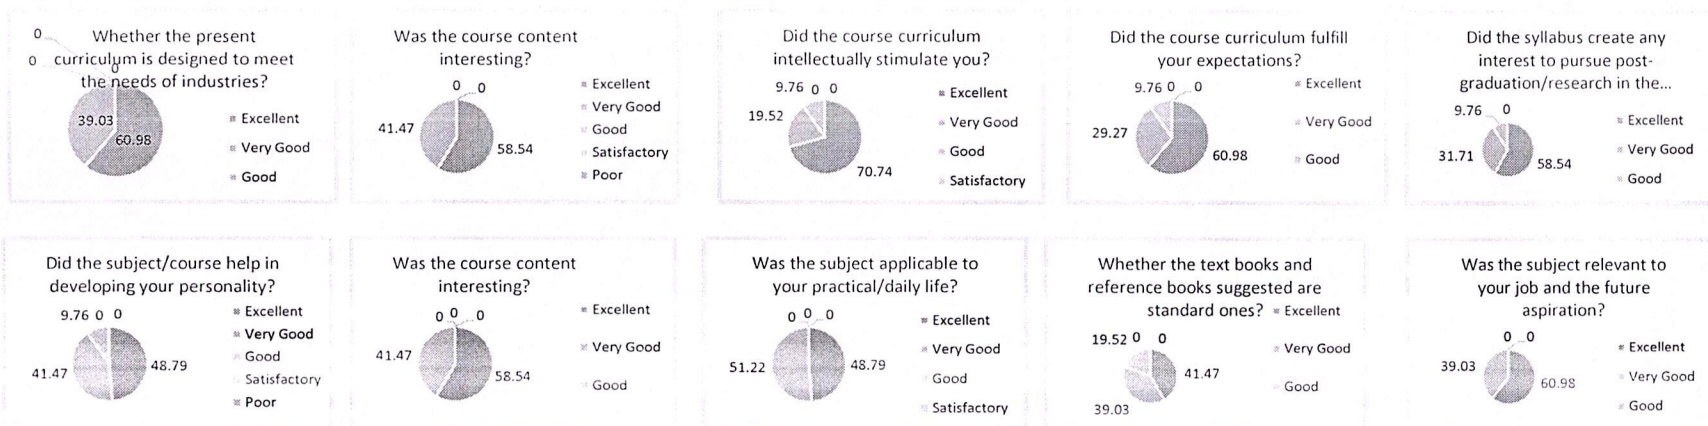 Whether the present
curriculum is designed to meet
the needs of industries?
0
0
0
39.03
60.98
Excellent
Very Good
Good
Was the course content
interesting?
0 0
41.47
58.54
Excellent
Very Good
Good
Satisfactory
Poor
Did the course curriculum
intellectually stimulate you?
9.76 0 0
19.52
70.74
Excellent
Very Good
Good
Satisfactory
Did the course curriculum fulfill
your expectations?
9.76 0 0
29.27
60.98
Excellent
Very Good
Good
Did the syllabus create any
interest to pursue post-
graduation/research in the...
9.76 0
31.71
58.54
Excellent
Very Good
Good
Did the subject/course help in
developing your personality?
9.76 0 0
41.47
48.79
Excellent
Very Good
Good
Satisfactory
Poor
Was the course content
interesting?
0 0 0
41.47
58.54
Excellent
Very Good
Good
Was the subject applicable to
your practical/daily life?
0 0 0
51.22
48.79
Excellent
Very Good
Good
Satisfactory
Whether the text books and
reference books suggested are
standard ones?
19.52 0 0
41.47
39.03
Excellent
Very Good
Good
Was the subject relevant to
your job and the future
aspiration?
0 0
39.03
60.98
Excellent
Very Good
Good